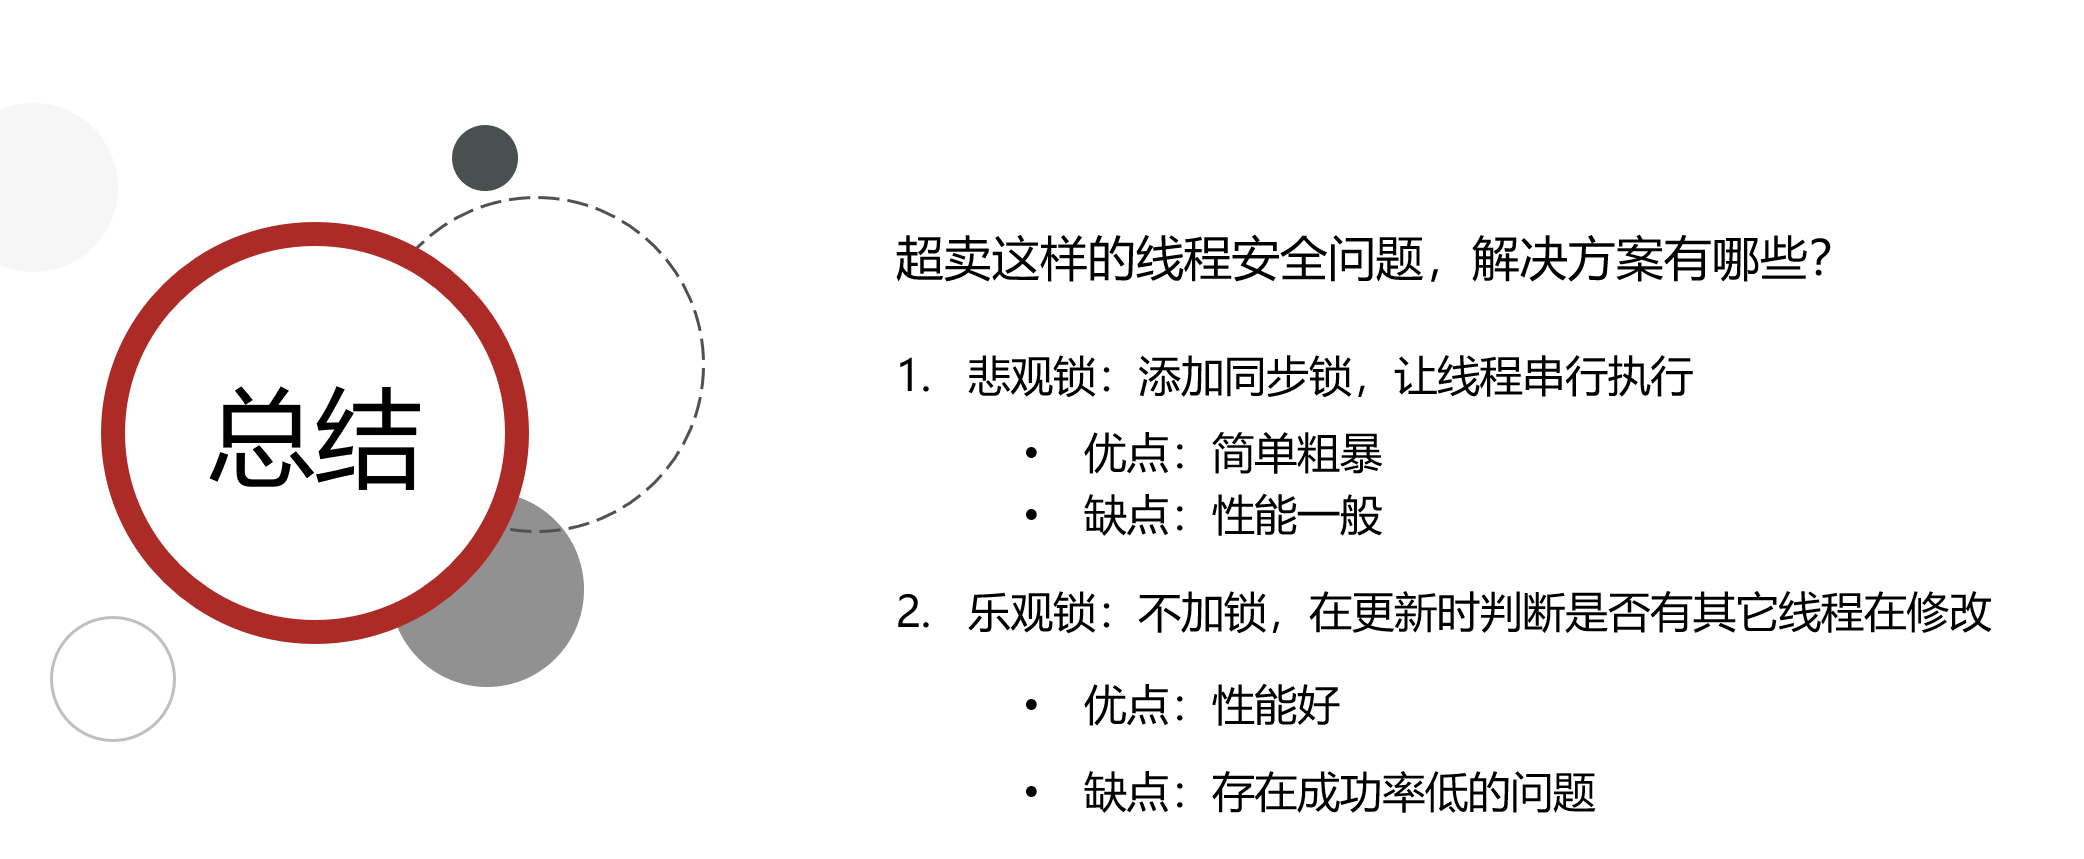 总结
超卖这样的线程安全问题，解决方案有哪些？
1. 悲观锁：添加同步锁，让线程串行执行
• 优点：简单粗暴
• 缺点：性能一般
2. 乐观锁：不加锁，在更新时判断是否有其它线程在修改
• 优点：性能好
• 缺点：存在成功率低的问题